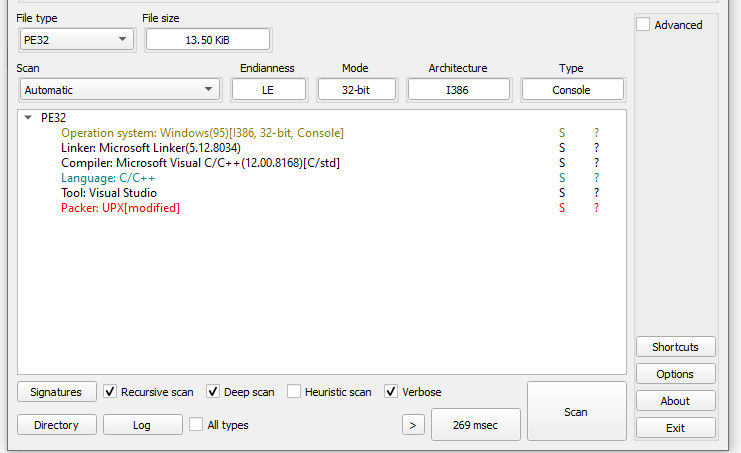 File type File size
PE32 13.50 KiB
Advanced
Scan Endianness Mode Architecture Type
Automatic LE 32-bit I386 Console
PE32
Operation system: Windows(95)[I386, 32-bit, Console] S ?
Linker: Microsoft Linker(5.12.8034) S ?
Compiler: Microsoft Visual C/C++(12.00.8168)[C/std] S ?
Language: C/C++ S ?
Tool: Visual Studio S ?
Packer: UPX[modified] S ?
Shortcuts
Options
Signatures Recursive scan Deep scan Heuristic scan Verbose
Scan
About
Directory Log All types > 269 msec
Exit